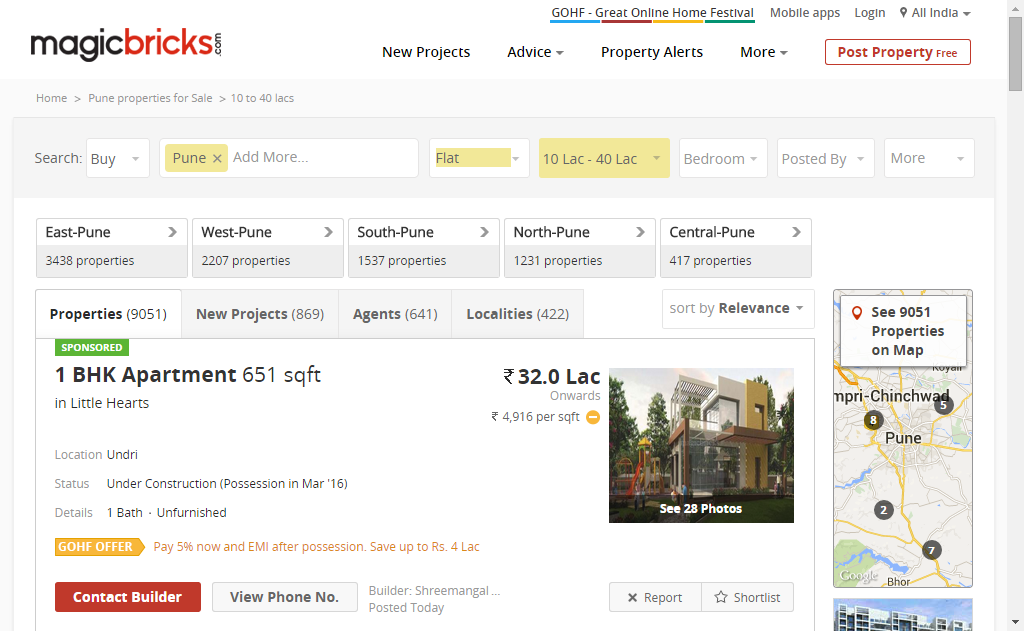 GOHF - Great Online Home Festival Mobile apps Login All India
magicbricks.com
New Projects Advice Property Alerts More Post Property Free
Home > Pune properties for Sale > 10 to 40 lacs
Search: Buy Pune × Add More... Flat 10 Lac - 40 Lac Bedroom Posted By More
East-Pune West-Pune South-Pune North-Pune Central-Pune
3438 properties 2207 properties 1537 properties 1231 properties 417 properties
Properties (9051) New Projects (869) Agents (641) Localities (422) sort by Relevance
See 9051
Properties
on Map
SPONSORED
1 BHK Apartment 651 sqft
in Little Hearts
₹ 32.0 Lac
Onwards
₹ 4,916 per sqft
Location Undri
Status Under Construction (Possession in Mar '16)
Details 1 Bath · Unfurnished
See 28 Photos
GOHF OFFER Pay 5% now and EMI after possession. Save up to Rs. 4 Lac
Contact Builder View Phone No. Builder: Shreemangal ...
Posted Today
× Report Shortlist
mpri-Chinchwad
5
8
Pune
2
7
Google
Bhor